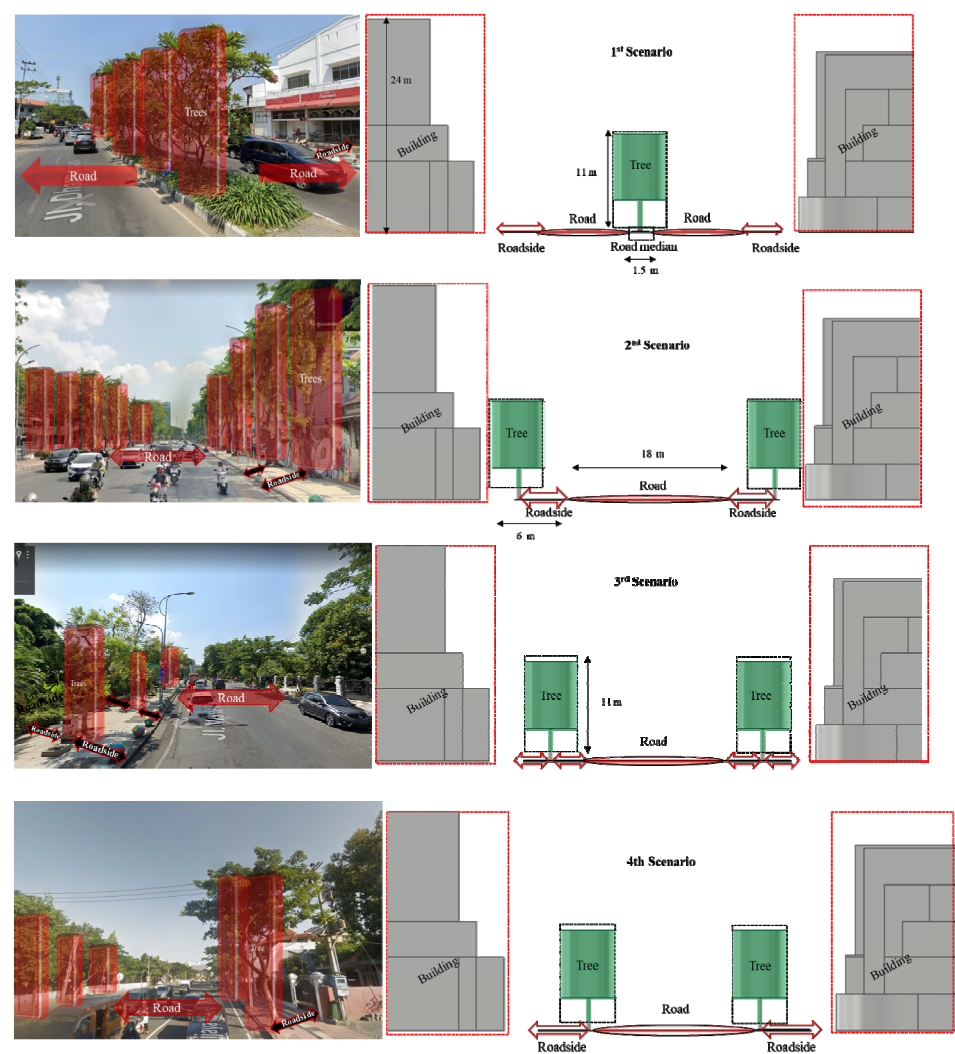 Trees
Roadside
Road
Road
Jl.Dha
24 m
Building
1st Scenario
11 m
Tree
Building
Road
Road
Roadside
Road median
Roadside
1.5 m
Trees
Road
Roadside
2nd Scenario
Building
Tree
Tree
Building
18 m
Road
Roadside
Roadside
6 m
Trees
Road
Roadside
Roadside
Roadside
3rd Scenario
Building
Tree
11 m
Tree
Building
Road
Tree
Road
Roadside
4th Scenario
Building
Tree
Tree
Building
Road
Roadside
Roadside